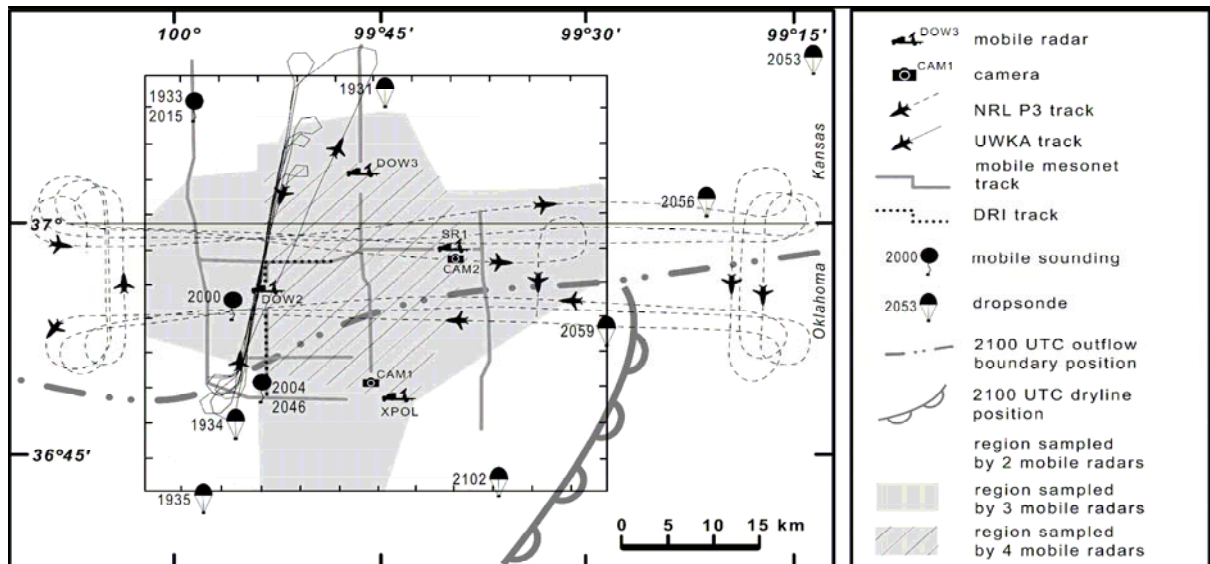 100°
99°45'
99°30'
99°15'
2053
1931
1933
2015
DOW3
2056
Kansas
37°
SR1
CAM2
2000
DOW2
Oklahoma
2059
CAM1
2004
2046
XPOL
1934
36°45'
2102
1935
0 5 10 15 km
DOW3 mobile radar
CAM1 camera
NRL P3 track
UWKA track
mobile mesonet
track
DRI track
2000 mobile sounding
2053 dropsonde
2100 UTC outflow
boundary position
2100 UTC dryline
position
region sampled
by 2 mobile radars
region sampled
by 3 mobile radars
region sampled
by 4 mobile radars